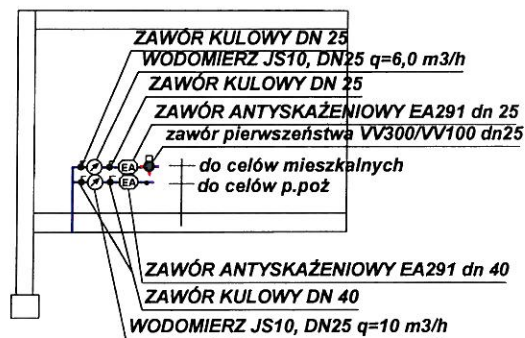 ZAWÓR KULOWY DN 25
WODOMIERZ JS10, DN25 q=6,0 m3/h
ZAWÓR KULOWY DN 25
ZAWÓR ANTYSKAŻENIOWY EA291 dn 25
zawór pierwszeństwa VV300/VV100 dn25
EA
do celów mieszkalnych
EA
do celów p.poż
ZAWÓR ANTYSKAŻENIOWY EA291 dn 40
ZAWÓR KULOWY DN 40
WODOMIERZ JS10, DN25 q=10 m3/h